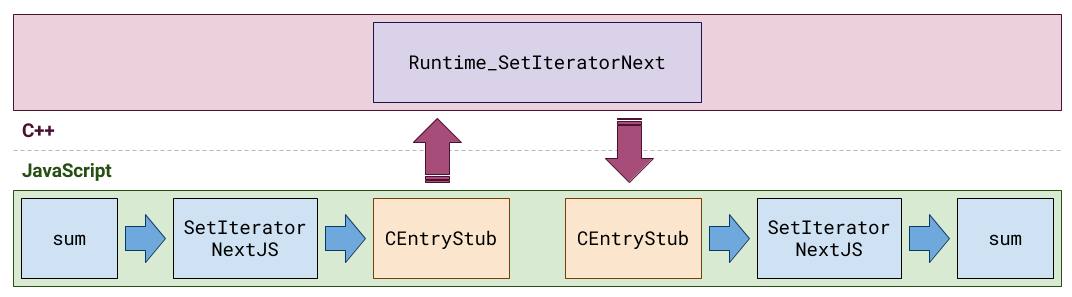 Runtime_SetIteratorNext
C++
JavaScript
sum
SetIterator
NextJS
CEntryStub
CEntryStub
SetIterator
NextJS
sum